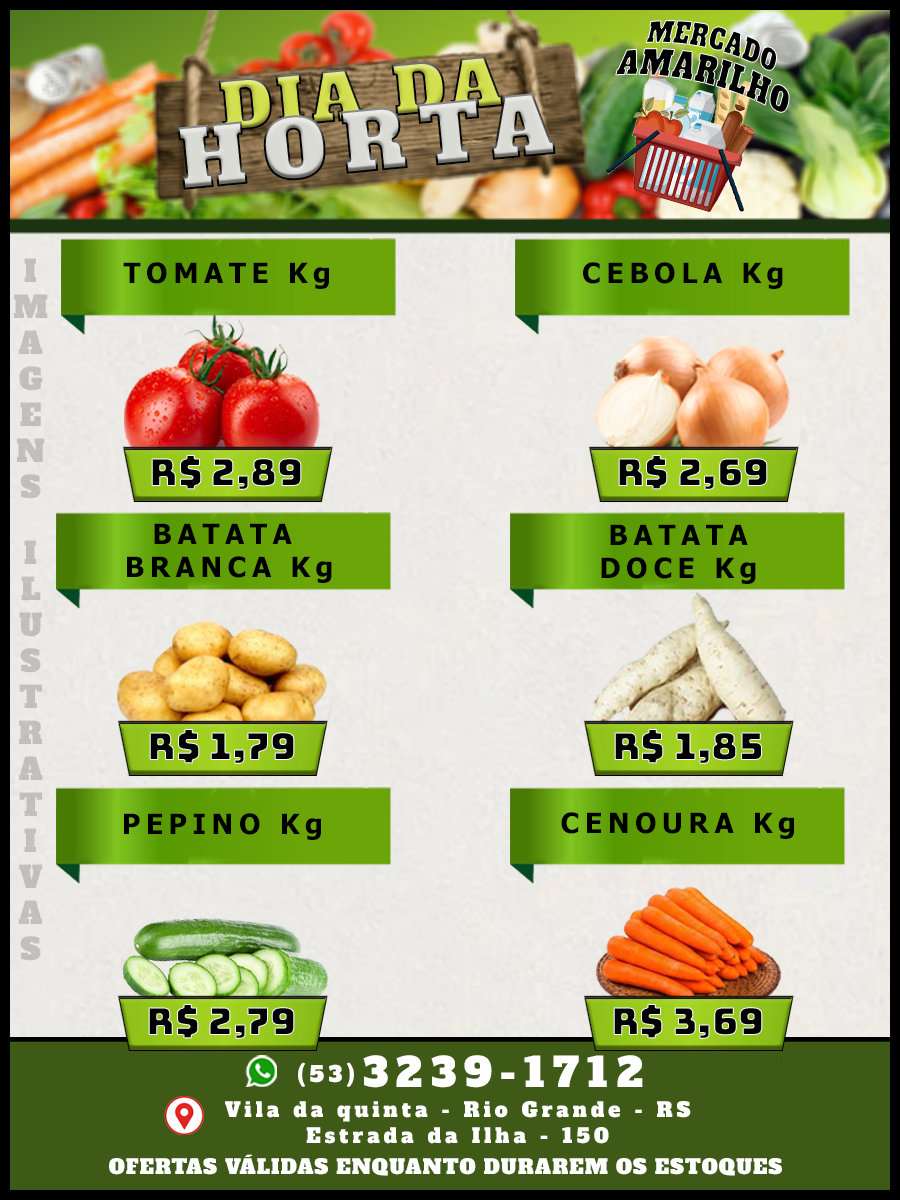 DIA DA
HORTA
MERCADO
AMARILHO
IMAGENS ILUSTRATIVAS
TOMATE Kg
R$ 2,89
CEBOLA Kg
R$ 2,69
BATATA
BRANCA Kg
R$ 1,79
BATATA
DOCE Kg
R$ 1,85
PEPINO Kg
R$ 2,79
CENOURA Kg
R$ 3,69
(53) 3239-1712
Vila da quinta - Rio Grande - RS
Estrada da Ilha - 150
OFERTAS VÁLIDAS ENQUANTO DURAREM OS ESTOQUES